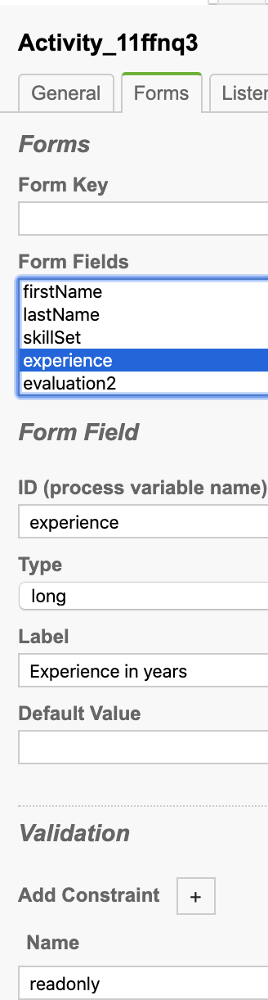 Activity_11ffnq3
General Forms
Forms
Form Key
Form Fields
firstName
lastName
skillSet
experience
evaluation2
Form Field
ID (process variable name)
experience
Type
long
Label
Experience in years
Default Value
Validation
Add Constraint +
Name
readonly